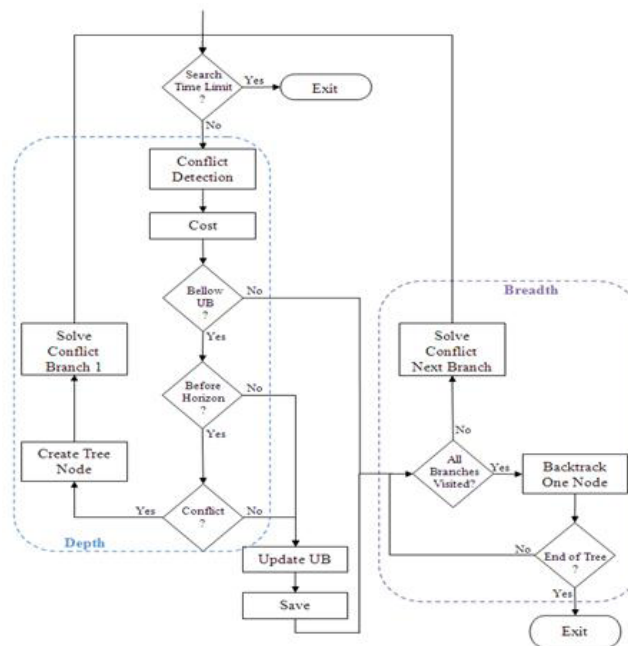 Search
Time Limit
?
Yes
Exit
No
Conflict
Detection
Cost
Bellow
UB
?
No
Yes
Breadth
Solve
Conflict
Branch 1
Solve
Conflict
Next Branch
Before
Horizon
?
No
Yes
No
Create Tree
Node
All
Branches
Visited?
Yes
Backtrack
One Node
Conflict
?
Yes
No
Depth
Update UB
No
End of Tree
?
Save
Yes
Exit